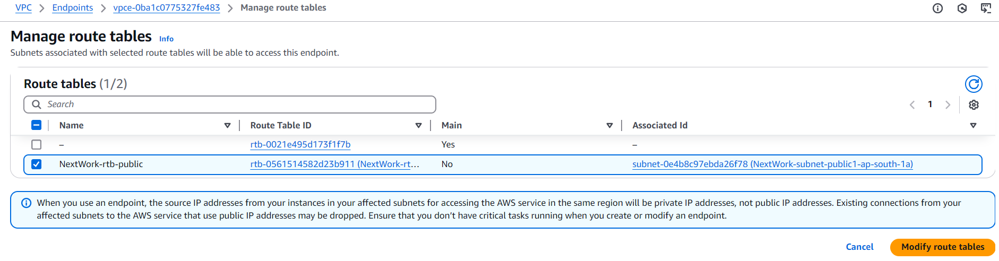 VPC > Endpoints > vpce-0ba1c0775327fe483 > Manage route tables
Manage route tables Info
Subnets associated with selected route tables will be able to access this endpoint.
Route tables (1/2)
Search
1
Name Route Table ID Main Associated Id
– rtb-0021e495d173f1f7b Yes –
NextWork-rtb-public rtb-0561514582d23b911 (NextWork-rt... No subnet-0e4b8c97ebda26f78 (NextWork-subnet-public1-ap-south-1a)
When you use an endpoint, the source IP addresses from your instances in your affected subnets for accessing the AWS service in the same region will be private IP addresses, not public IP addresses. Existing connections from your
affected subnets to the AWS service that use public IP addresses may be dropped. Ensure that you don’t have critical tasks running when you create or modify an endpoint.
Cancel Modify route tables